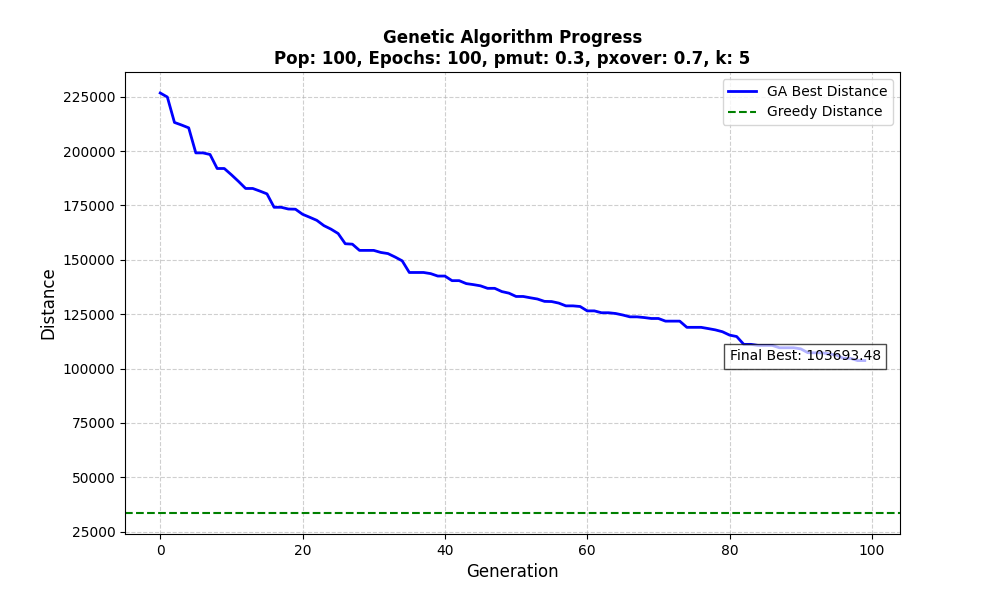 Genetic Algorithm Progress
Pop: 100, Epochs: 100, pmut: 0.3, pxover: 0.7, k: 5
GA Best Distance
Greedy Distance
Distance
225000
200000
175000
150000
125000
100000
75000
50000
25000
Final Best: 103693.48
0 20 40 60 80 100
Generation